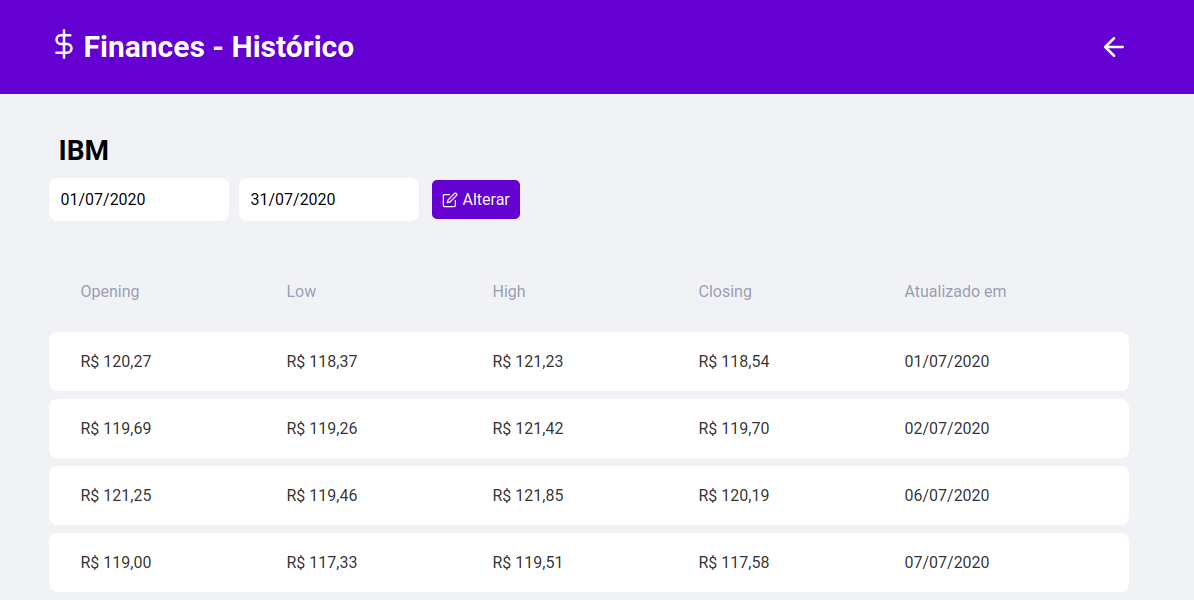 $ Finances - Histórico
IBM
01/07/2020 31/07/2020 Alterar
Opening Low High Closing Atualizado em
R$ 120,27 R$ 118,37 R$ 121,23 R$ 118,54 01/07/2020
R$ 119,69 R$ 119,26 R$ 121,42 R$ 119,70 02/07/2020
R$ 121,25 R$ 119,46 R$ 121,85 R$ 120,19 06/07/2020
R$ 119,00 R$ 117,33 R$ 119,51 R$ 117,58 07/07/2020